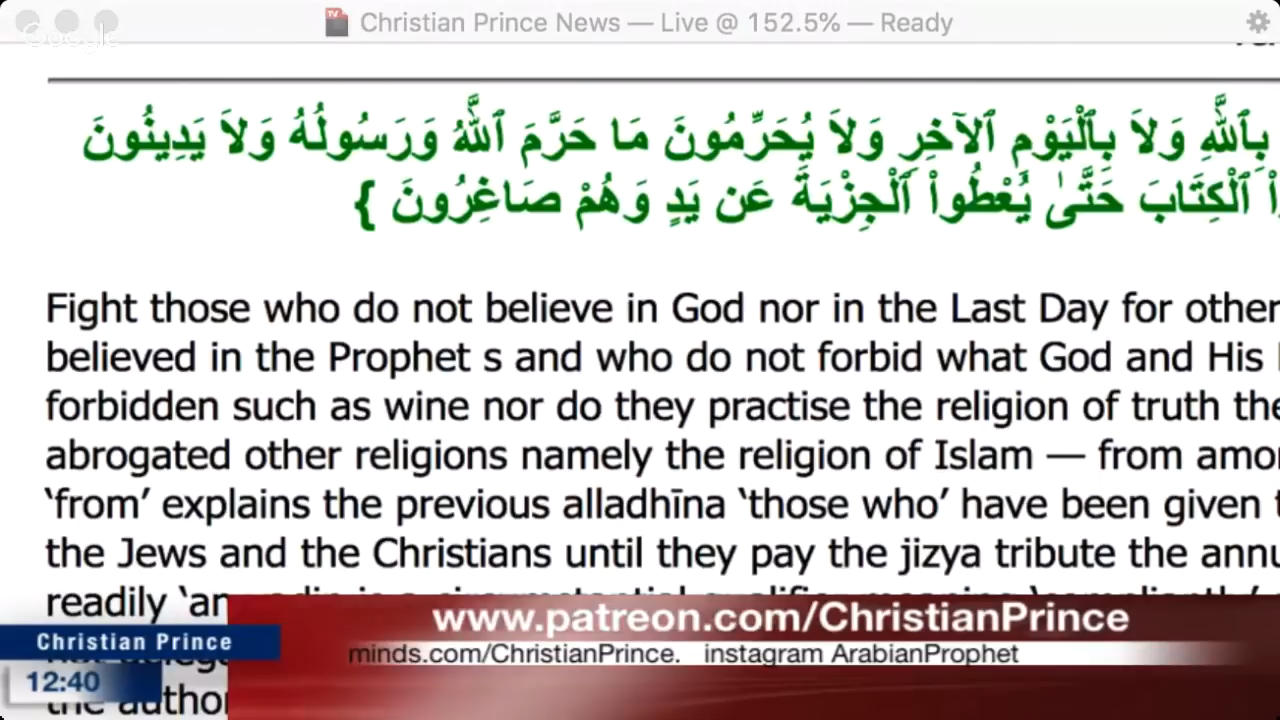 Christian Prince News — Live @ 152.5% — Ready
Google
بِٱللَّهِ وَلاَ بِٱلْيَوْمِ ٱلآخِرِ وَلاَ يُحَرِّمُونَ مَا حَرَّمَ ٱللَّهُ وَرَسُولُهُ وَلاَ يَدِينُونَ
ٱلْكِتَابَ حَتَّىٰ يُعْطُواْ ٱلْجِزْيَةَ عَن يَدٍ وَهُمْ صَاغِرُونَ }
Fight those who do not believe in God nor in the Last Day for other
believed in the Prophet s and who do not forbid what God and His
forbidden such as wine nor do they practise the religion of truth
abrogated other religions namely the religion of Islam — from
‘from’ explains the previous alladhīna ‘those who’ have been given
the Jews and the Christians until they pay the jizya tribute the
readily
www.patreon.com/ChristianPrince
Christian Prince
minds.com/ChristianPrince. instagram ArabianProphet
12:40
the